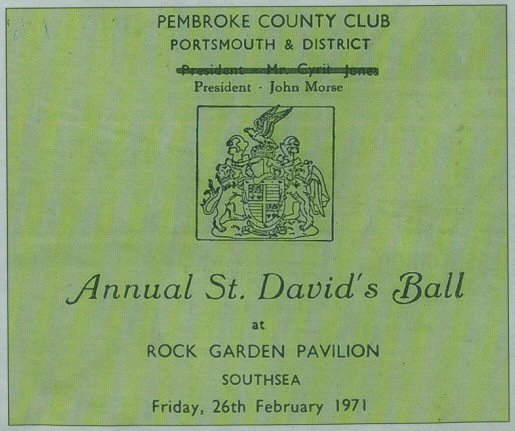 PEMBROKE COUNTY CLUB
PORTSMOUTH & DISTRICT
President - Mr. Cyril Jones
President - John Morse
Annual St. David's Ball
at
ROCK GARDEN PAVILION
SOUTHSEA
Friday, 26th February 1971